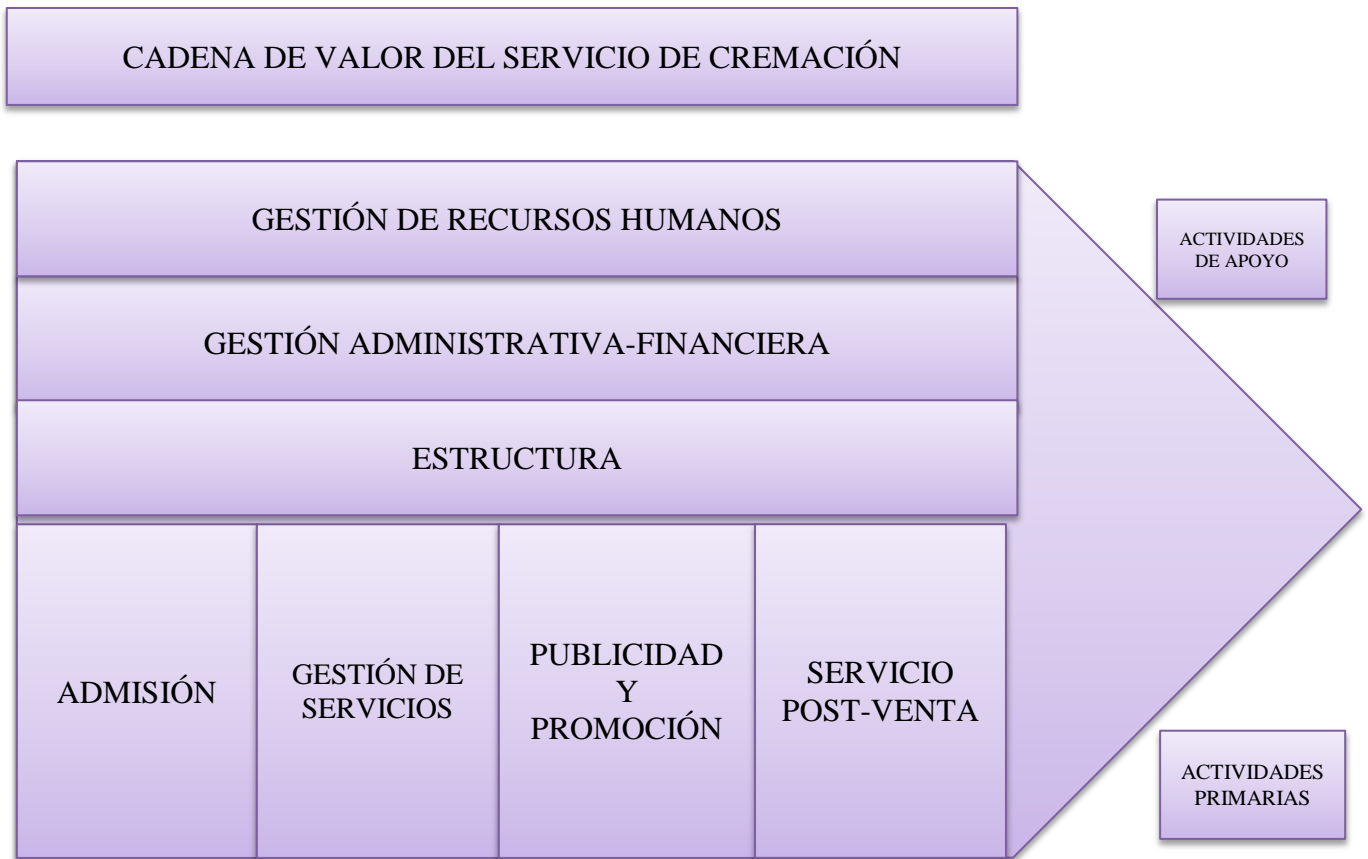 CADENA DE VALOR DEL SERVICIO DE CREMACIÓN
GESTIÓN DE RECURSOS HUMANOS
ACTIVIDADES
DE APOYO
GESTIÓN ADMINISTRATIVA-FINANCIERA
ESTRUCTURA
ADMISIÓN
GESTIÓN DE
SERVICIOS
PUBLICIDAD
Y
PROMOCIÓN
SERVICIO
POST-VENTA
ACTIVIDADES
PRIMARIAS